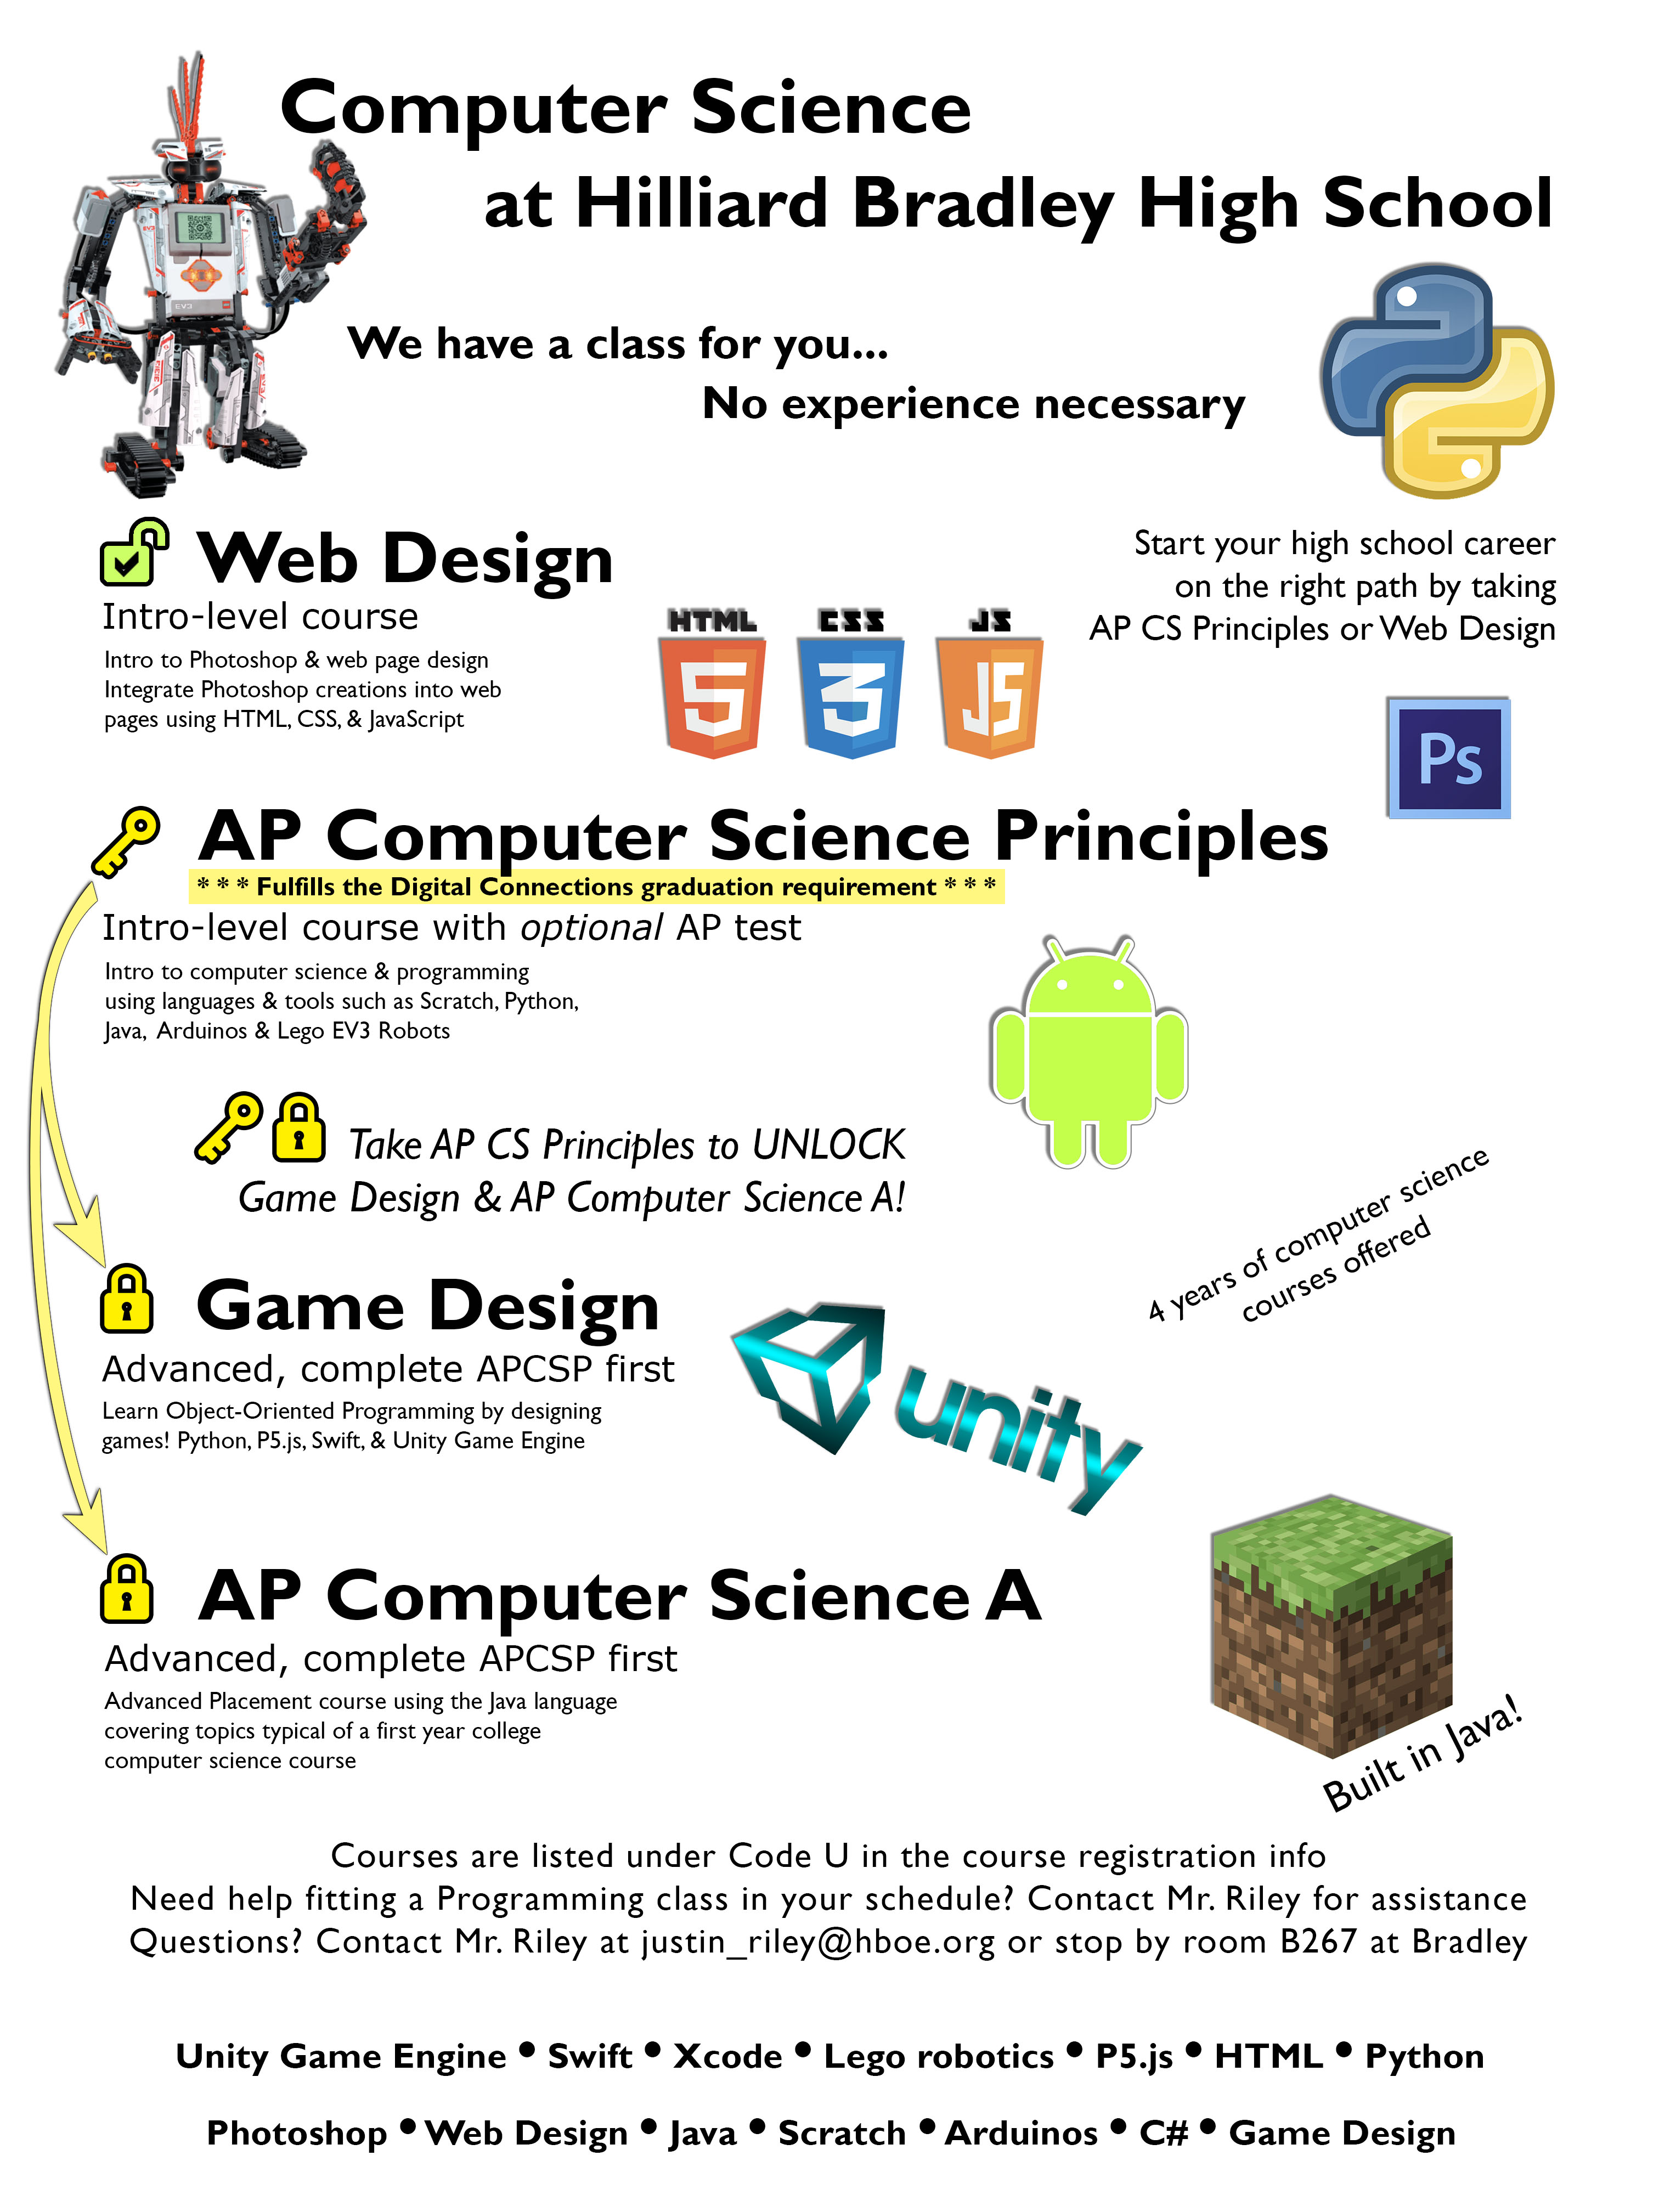 Computer Science
at Hilliard Bradley High School
We have a class for you...
No experience necessary
Web Design
Intro-level course
Intro to Photoshop & web page design
Integrate Photoshop creations into web
pages using HTML, CSS, & JavaScript
HTML CSS JS
5 3 JS
Start your high school career
on the right path by taking
AP CS Principles or Web Design
Ps
AP Computer Science Principles
* * * Fulfills the Digital Connections graduation requirement * * *
Intro-level course with optional AP test
Intro to computer science & programming
using languages & tools such as Scratch, Python,
Java, Arduinos & Lego EV3 Robots
Take AP CS Principles to UNLOCK
Game Design & AP Computer Science A!
4 years of computer science
courses offered
Game Design
Advanced, complete APCSP first
Learn Object-Oriented Programming by designing
games! Python, P5.js, Swift, & Unity Game Engine
unity
AP Computer Science A
Advanced, complete APCSP first
Advanced Placement course using the Java language
covering topics typical of a first year college
computer science course
Built in Java!
Courses are listed under Code U in the course registration info
Need help fitting a Programming class in your schedule? Contact Mr. Riley for assistance
Questions? Contact Mr. Riley at justin_riley@hboe.org or stop by room B267 at Bradley
Unity Game Engine • Swift • Xcode • Lego robotics • P5.js • HTML • Python
Photoshop • Web Design • Java • Scratch • Arduinos • C# • Game Design